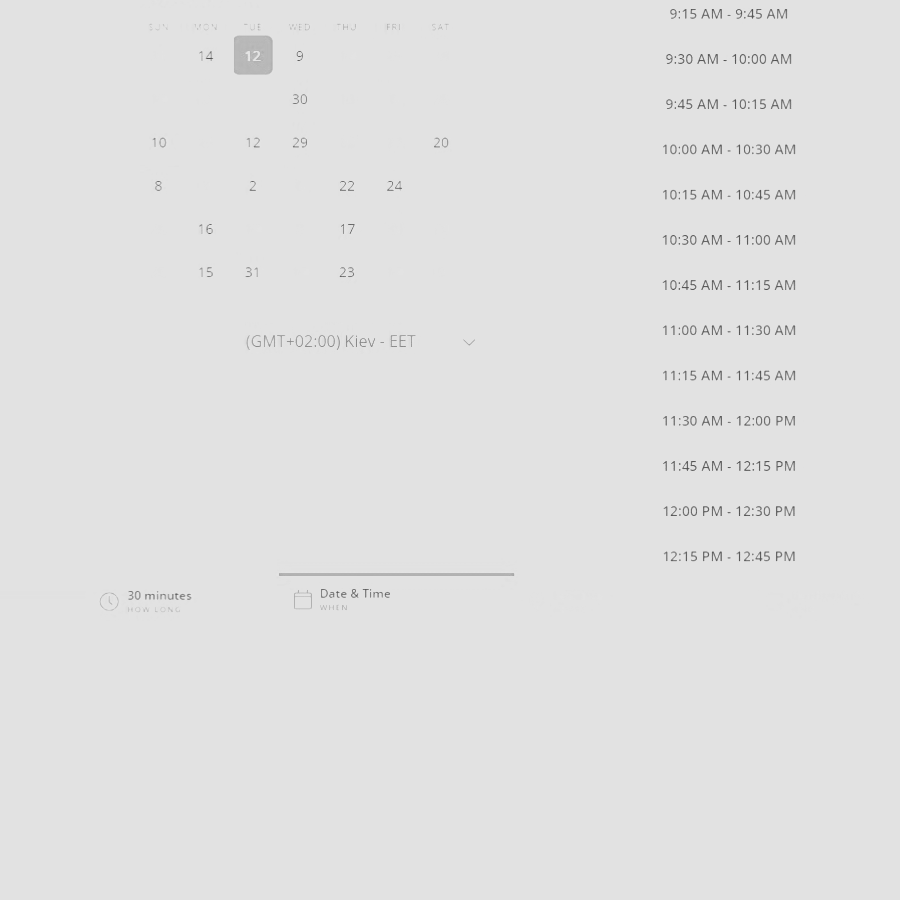 SUN MON TUE WED THU FRI SAT
14 12 9
30
10 12 29 20
8 2 22 24
16 17
15 31 23
(GMT+02:00) Kiev - EET
9:15 AM - 9:45 AM
9:30 AM - 10:00 AM
9:45 AM - 10:15 AM
10:00 AM - 10:30 AM
10:15 AM - 10:45 AM
10:30 AM - 11:00 AM
10:45 AM - 11:15 AM
11:00 AM - 11:30 AM
11:15 AM - 11:45 AM
11:30 AM - 12:00 PM
11:45 AM - 12:15 PM
12:00 PM - 12:30 PM
12:15 PM - 12:45 PM
30 minutes
HOW LONG
Date & Time
WHEN